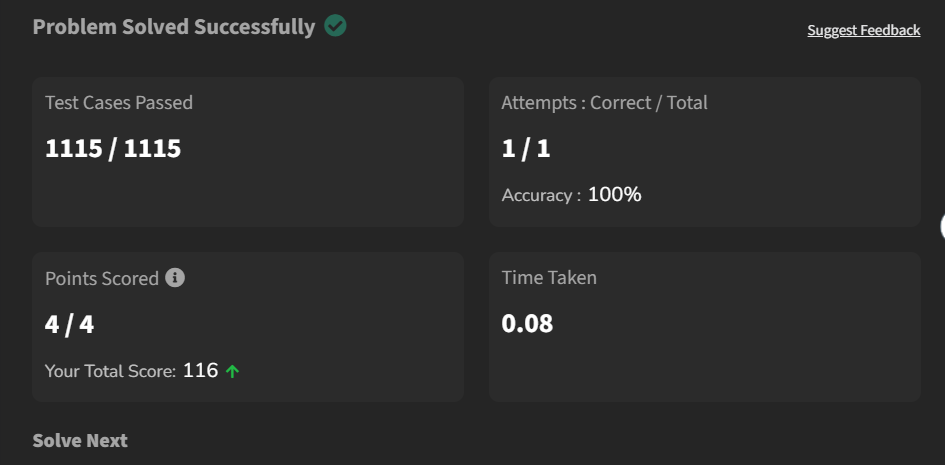 Problem Solved Successfully
Suggest Feedback
Test Cases Passed
1115 / 1115
Attempts : Correct / Total
1 / 1
Accuracy : 100%
Points Scored
4 / 4
Your Total Score: 116
Time Taken
0.08
Solve Next